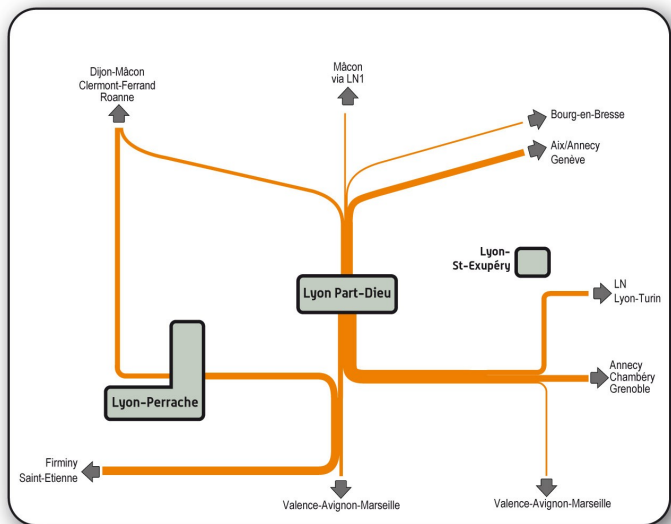 Dijon-Mâcon
Clermont-Ferrand
Roanne
Mâcon
via LN1
Bourg-en-Bresse
Aix/Annecy
Genève
Lyon-
St-Exupéry
Lyon Part-Dieu
LN
Lyon-Turin
Annecy
Chambéry
Grenoble
Lyon-Perrache
Firminy
Saint-Etienne
Valence-Avignon-Marseille
Valence-Avignon-Marseille